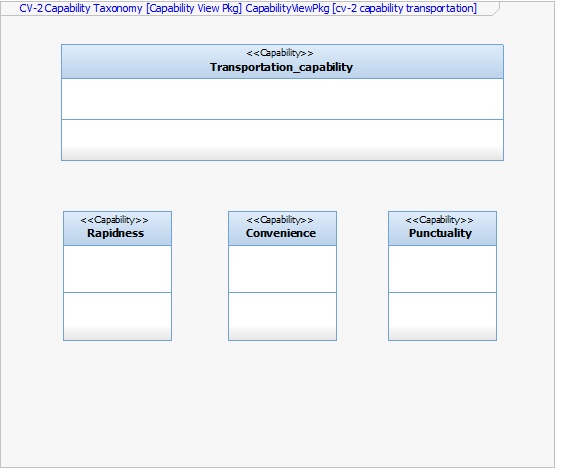 CV-2 Capability Taxonomy [Capability View Pkg] CapabilityViewPkg [cv-2 capability transportation]
<<Capability>>
Transportation_capability
<<Capability>>
Rapidness
<<Capability>>
Convenience
<<Capability>>
Punctuality